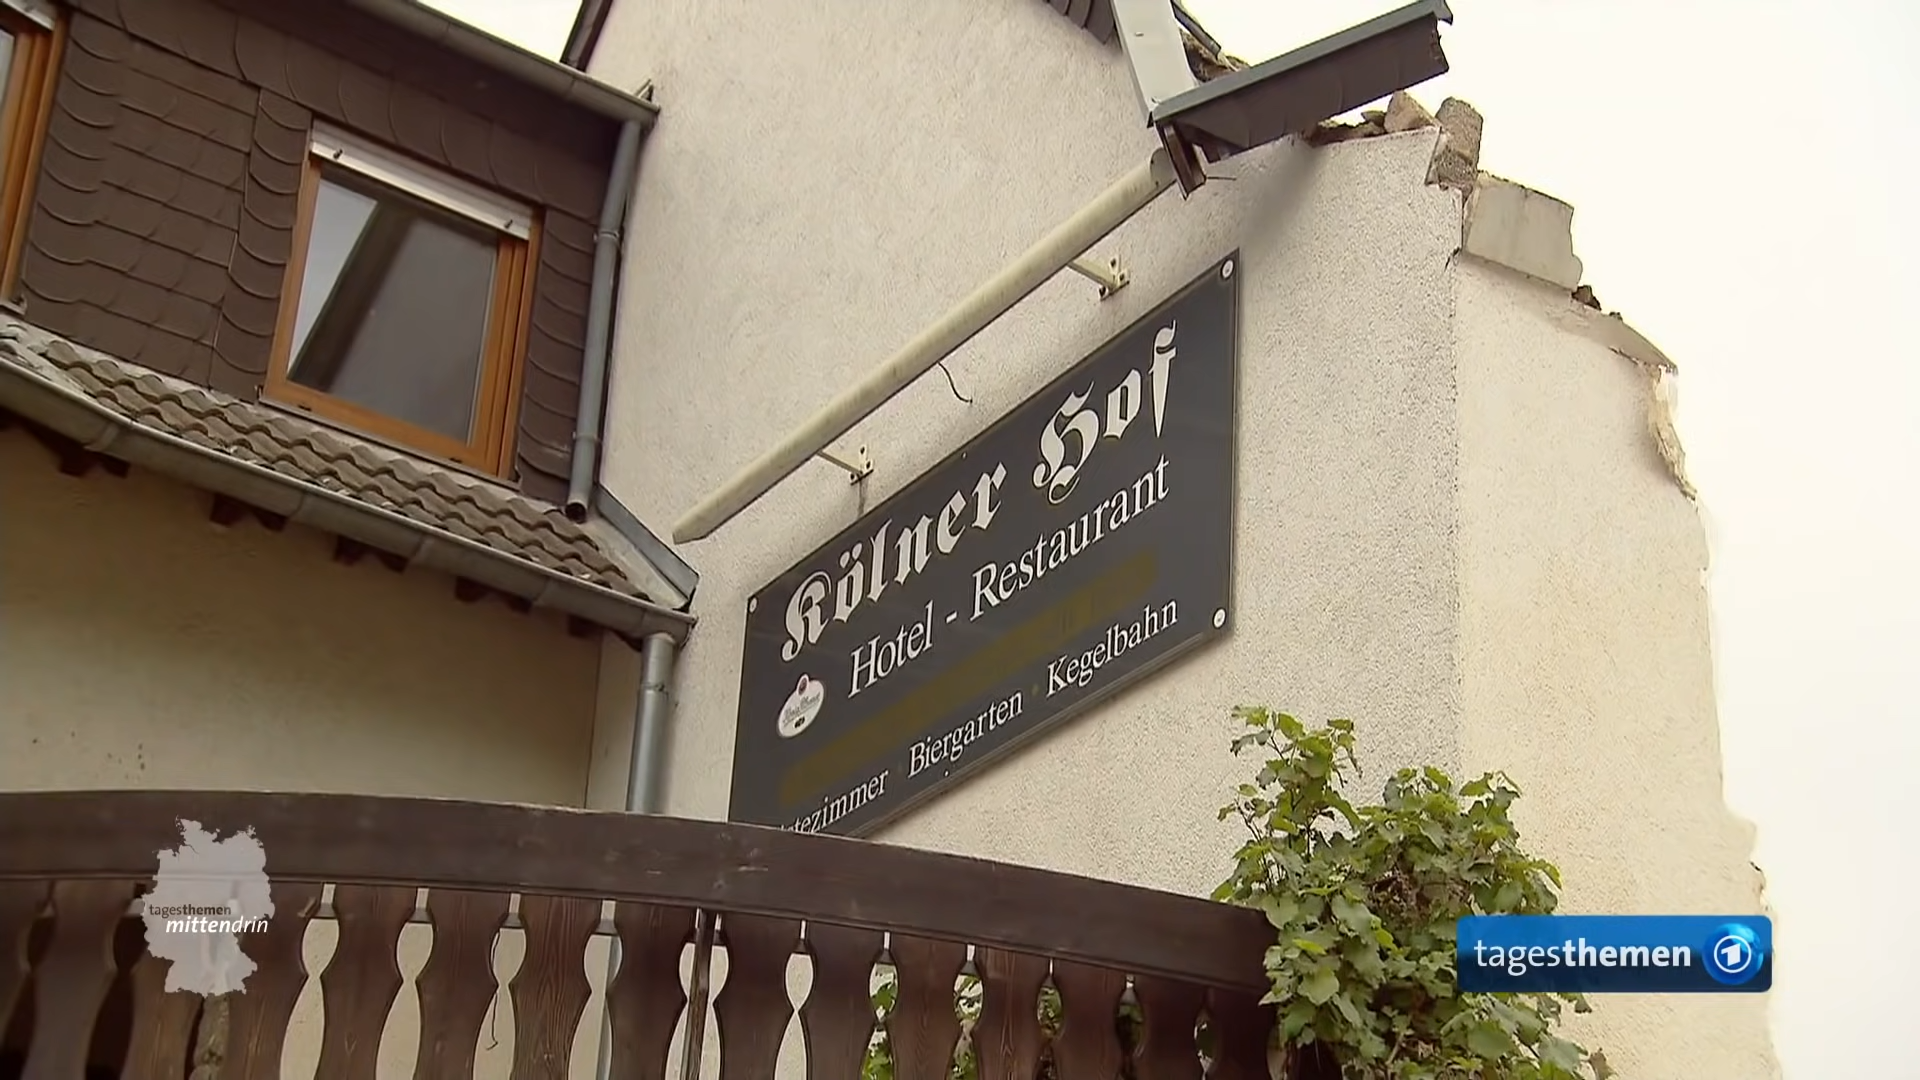 Kölner Hof
Hotel - Restaurant
Biergarten Kegelbahn
tagesthemen
mittendrin
tagesthemen